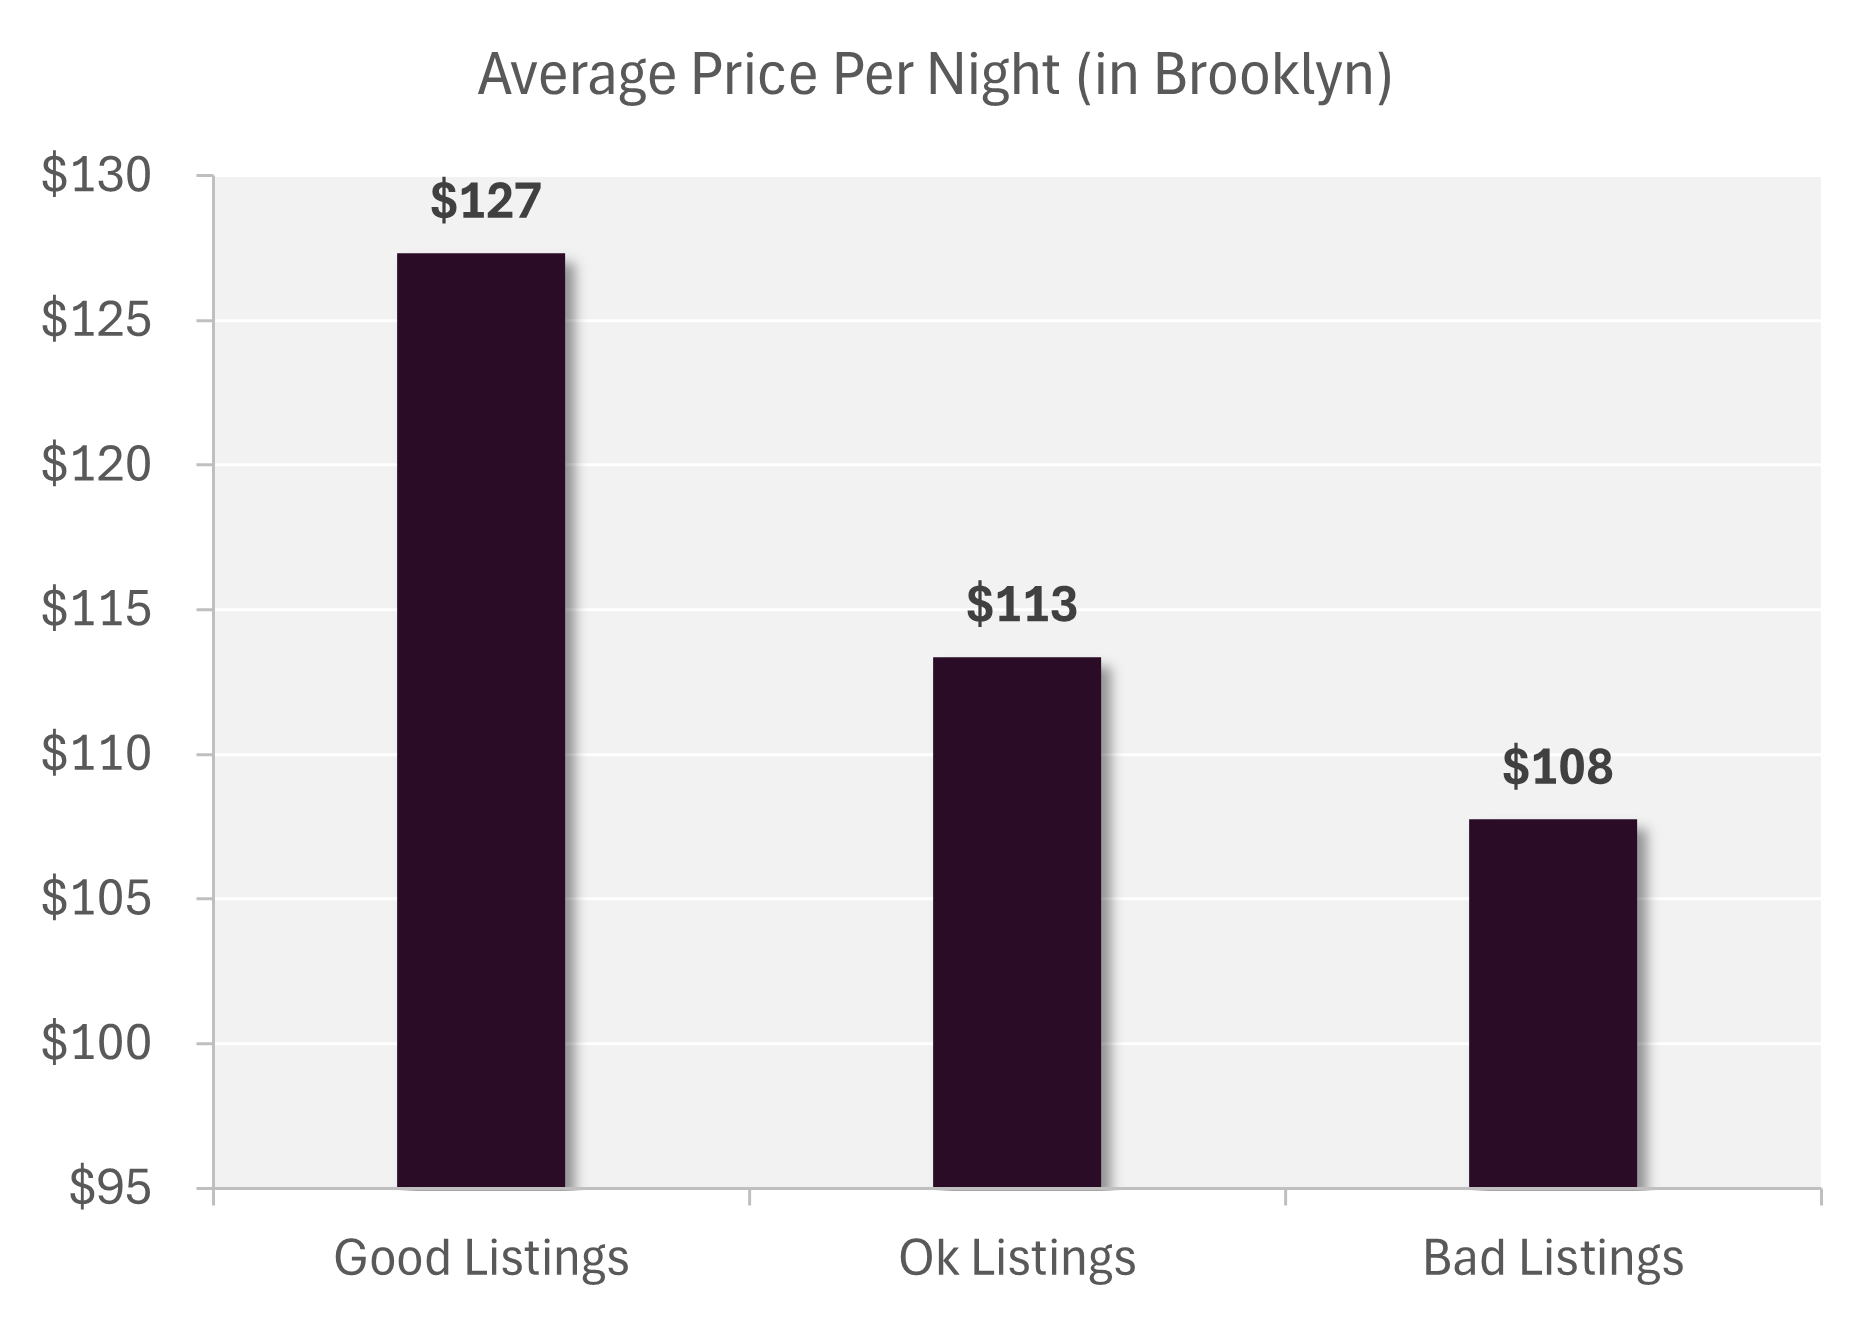 Average Price Per Night (in Brooklyn)
$130
$127
$125
$120
$115
$113
$110
$108
$105
$100
$95
Good Listings
Ok Listings
Bad Listings